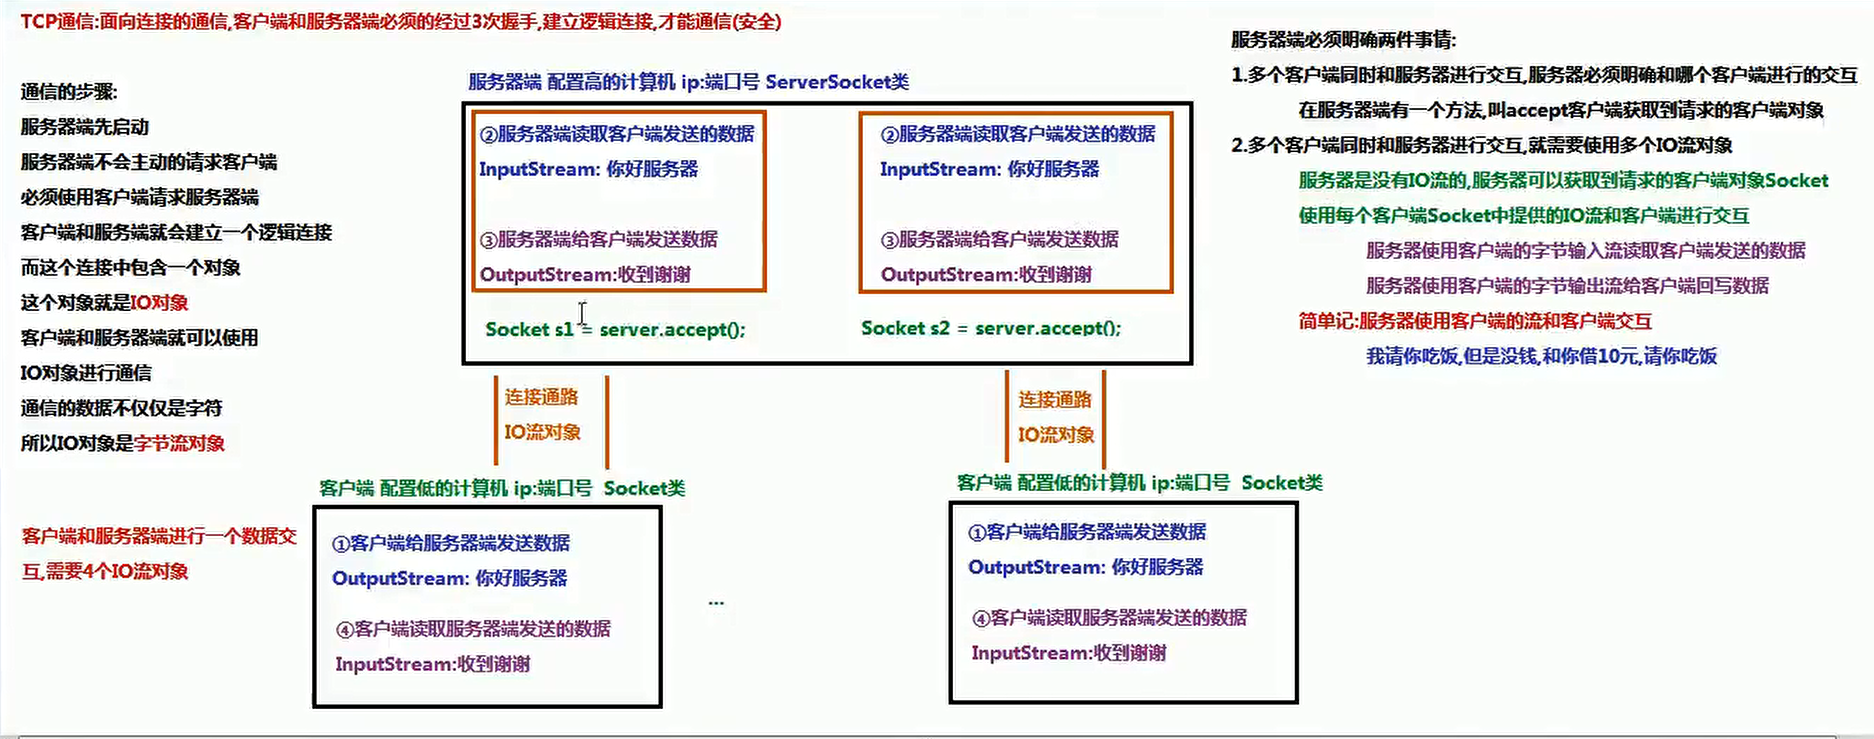 TCP通信:面向连接的通信,客户端和服务器端必须的经过3次握手,建立逻辑连接,才能通信(安全)
通信的步骤:
服务器端先启动
服务器端不会主动的请求客户端
必须使用客户端请求服务器端
客户端和服务端就会建立一个逻辑连接
而这个连接中包含一个对象
这个对象就是IO对象
客户端和服务器端就可以使用
IO对象进行通信
通信的数据不仅仅是字符
所以IO对象是字节流对象
客户端和服务器端进行一个数据交
互,需要4个IO流对象
服务器端 配置高的计算机 ip:端口号 ServerSocket类
②服务器端读取客户端发送的数据
InputStream: 你好服务器
③服务器端给客户端发送数据
OutputStream:收到谢谢
Socket s1 = server.accept();
②服务器端读取客户端发送的数据
InputStream: 你好服务器
③服务器端给客户端发送数据
OutputStream:收到谢谢
Socket s2 = server.accept();
连接通路
IO流对象
连接通路
IO流对象
客户端 配置低的计算机 ip:端口号 Socket类
①客户端给服务器端发送数据
OutputStream: 你好服务器
④客户端读取服务器端发送的数据
InputStream:收到谢谢
...
客户端 配置低的计算机 ip:端口号 Socket类
①客户端给服务器端发送数据
OutputStream: 你好服务器
④客户端读取服务器端发送的数据
InputStream:收到谢谢
服务器端必须明确两件事情:
1.多个客户端同时和服务器进行交互,服务器必须明确和哪个客户端进行的交互
在服务器端有一个方法,叫accept客户端获取到请求的客户端对象
2.多个客户端同时和服务器进行交互,就需要使用多个IO流对象
服务器是没有IO流的,服务器可以获取到请求的客户端对象Socket
使用每个客户端Socket中提供的IO流和客户端进行交互
服务器使用客户端的字节输入流读取客户端发送的数据
服务器使用客户端的字节输出流给客户端回写数据
简单记:服务器使用客户端的流和客户端交互
我请你吃饭,但是没钱,和你借10元,请你吃饭